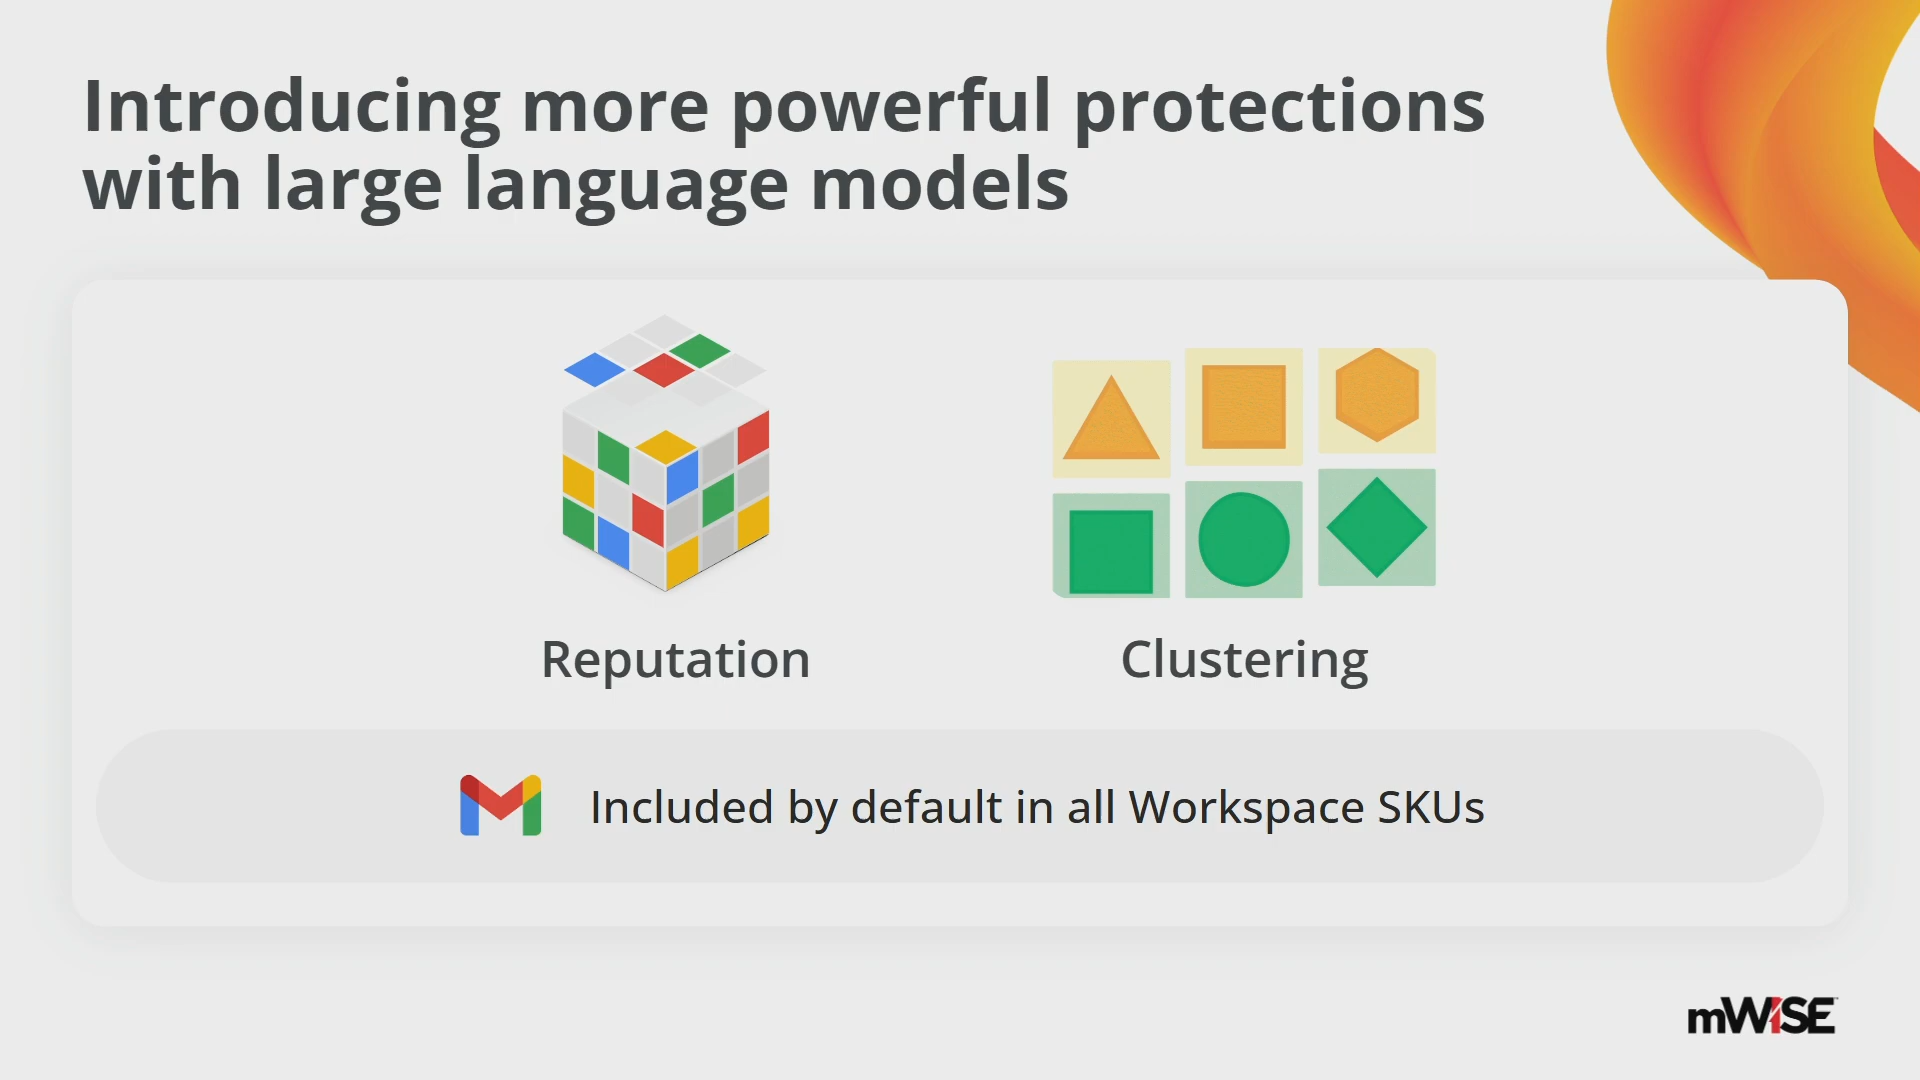 Introducing more powerful protections
with large language models
Reputation
Clustering
Included by default in all Workspace SKUs
mWISE